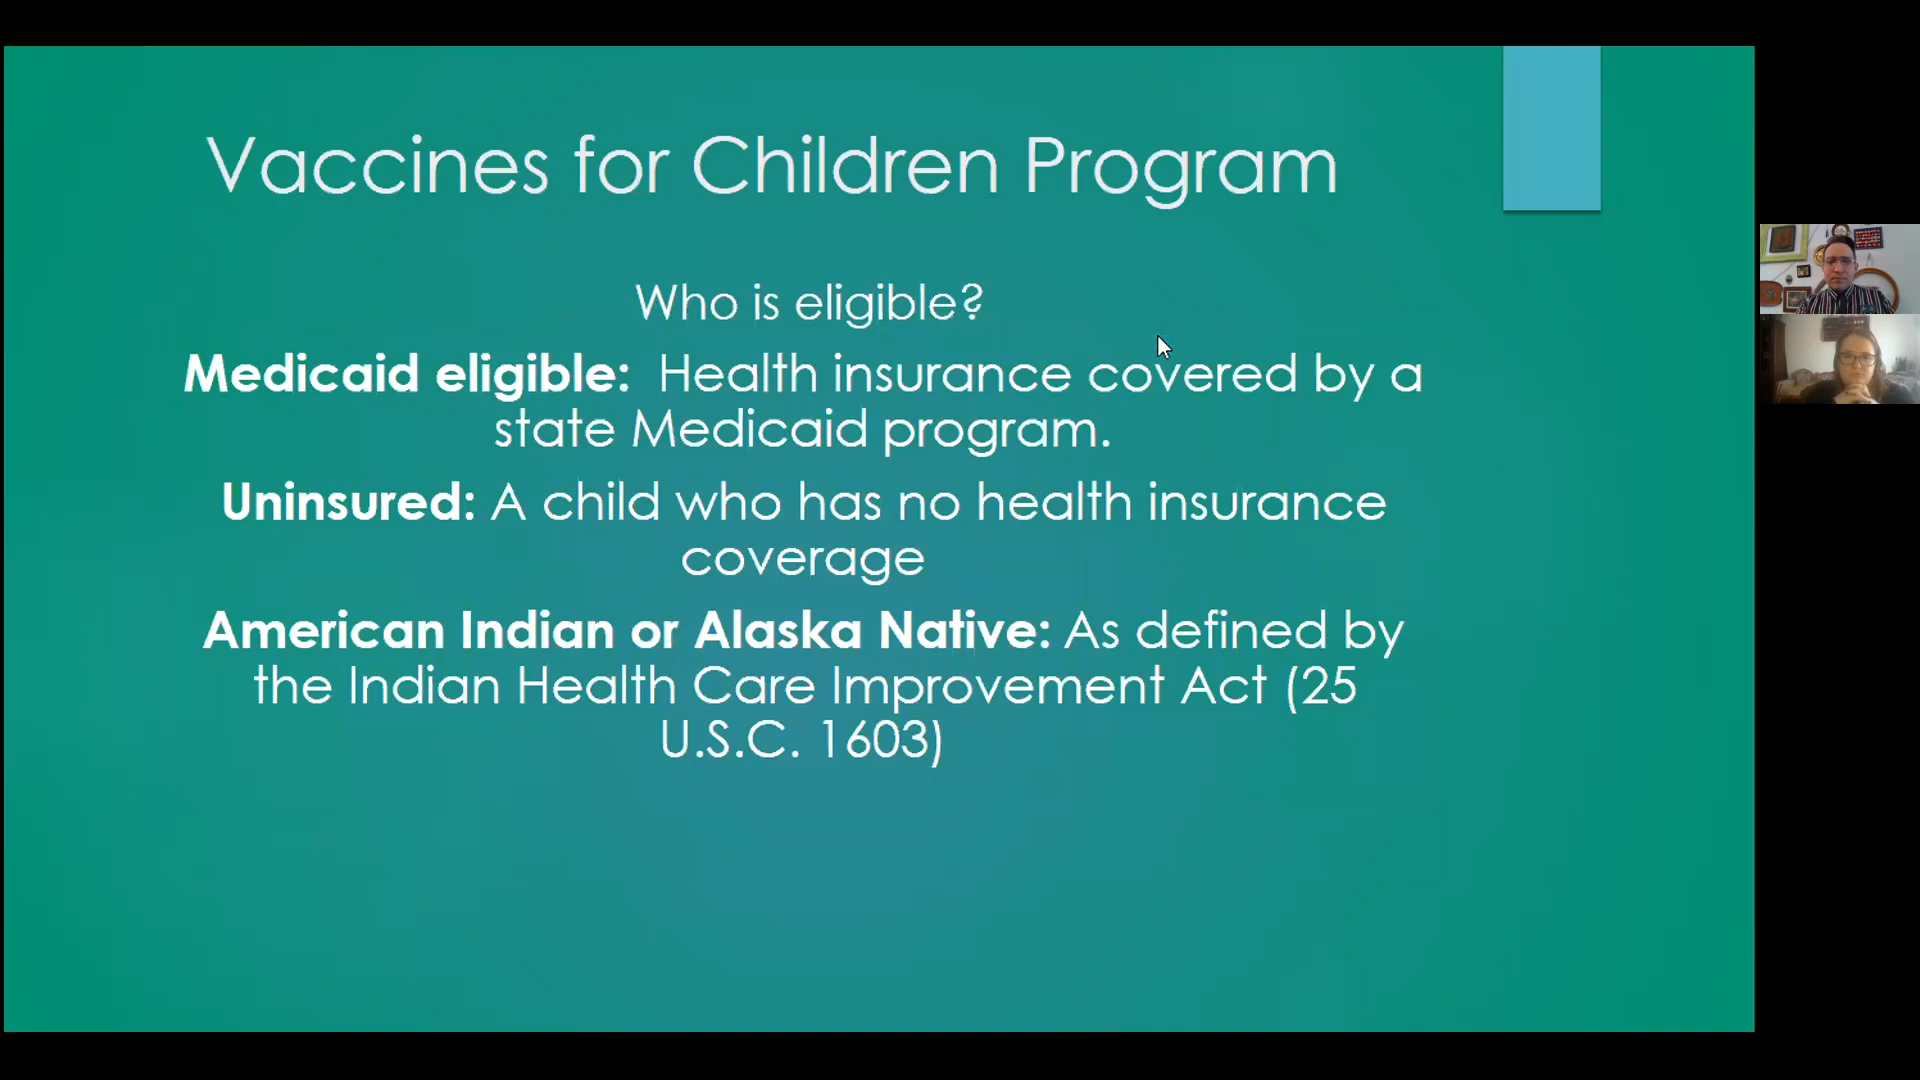 Vaccines for Children Program
Who is eligible?
Medicaid eligible: Health insurance covered by a
state Medicaid program.
Uninsured: A child who has no health insurance
coverage
American Indian or Alaska Native: As defined by
the Indian Health Care Improvement Act (25
U.S.C. 1603)